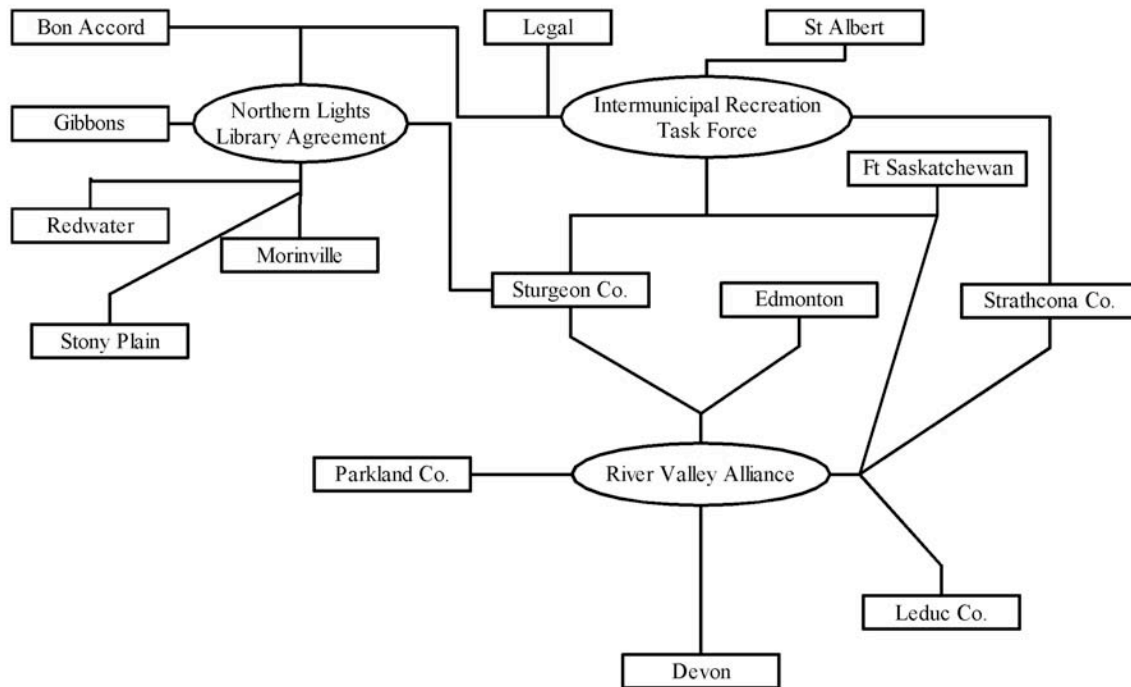 Bon Accord
Legal
St Albert
Gibbons
Northern Lights
Library Agreement
Intermunicipal Recreation
Task Force
Ft Saskatchewan
Redwater
Morinville
Sturgeon Co.
Edmonton
Strathcona Co.
Stony Plain
Parkland Co.
River Valley Alliance
Leduc Co.
Devon